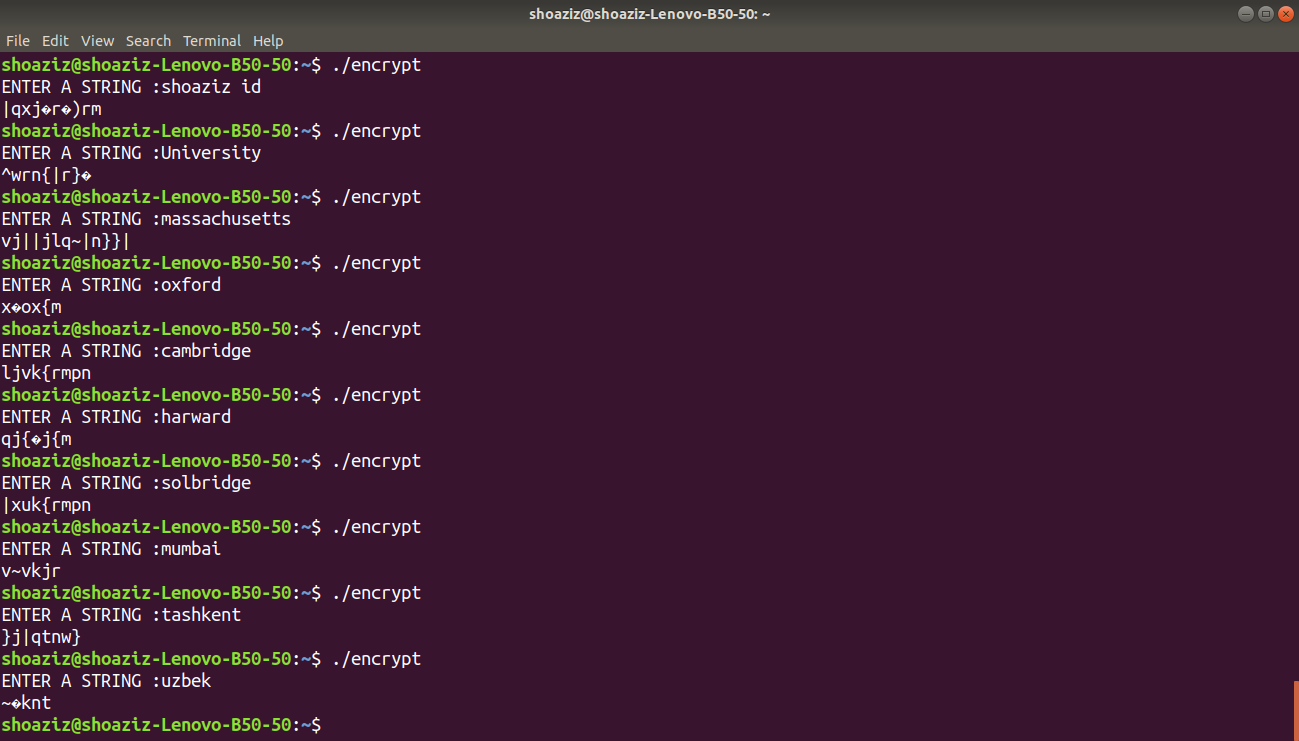 shoaziz@shoaziz-Lenovo-B50-50: ~
File Edit View Search Terminal Help
shoaziz@shoaziz-Lenovo-B50-50:~$ ./encrypt
ENTER A STRING :shoaziz id
|qxj�r�)rm
shoaziz@shoaziz-Lenovo-B50-50:~$ ./encrypt
ENTER A STRING :University
^wrn{|r}�
shoaziz@shoaziz-Lenovo-B50-50:~$ ./encrypt
ENTER A STRING :massachusetts
vj||jlq~|n}}|
shoaziz@shoaziz-Lenovo-B50-50:~$ ./encrypt
ENTER A STRING :oxford
x�ox{m
shoaziz@shoaziz-Lenovo-B50-50:~$ ./encrypt
ENTER A STRING :cambridge
ljvk{rmpn
shoaziz@shoaziz-Lenovo-B50-50:~$ ./encrypt
ENTER A STRING :harward
qj{�j{m
shoaziz@shoaziz-Lenovo-B50-50:~$ ./encrypt
ENTER A STRING :solbridge
|xuk{rmpn
shoaziz@shoaziz-Lenovo-B50-50:~$ ./encrypt
ENTER A STRING :mumbai
v~vkjr
shoaziz@shoaziz-Lenovo-B50-50:~$ ./encrypt
ENTER A STRING :tashkent
}j|qtnw}
shoaziz@shoaziz-Lenovo-B50-50:~$ ./encrypt
ENTER A STRING :uzbek
~�knt
shoaziz@shoaziz-Lenovo-B50-50:~$